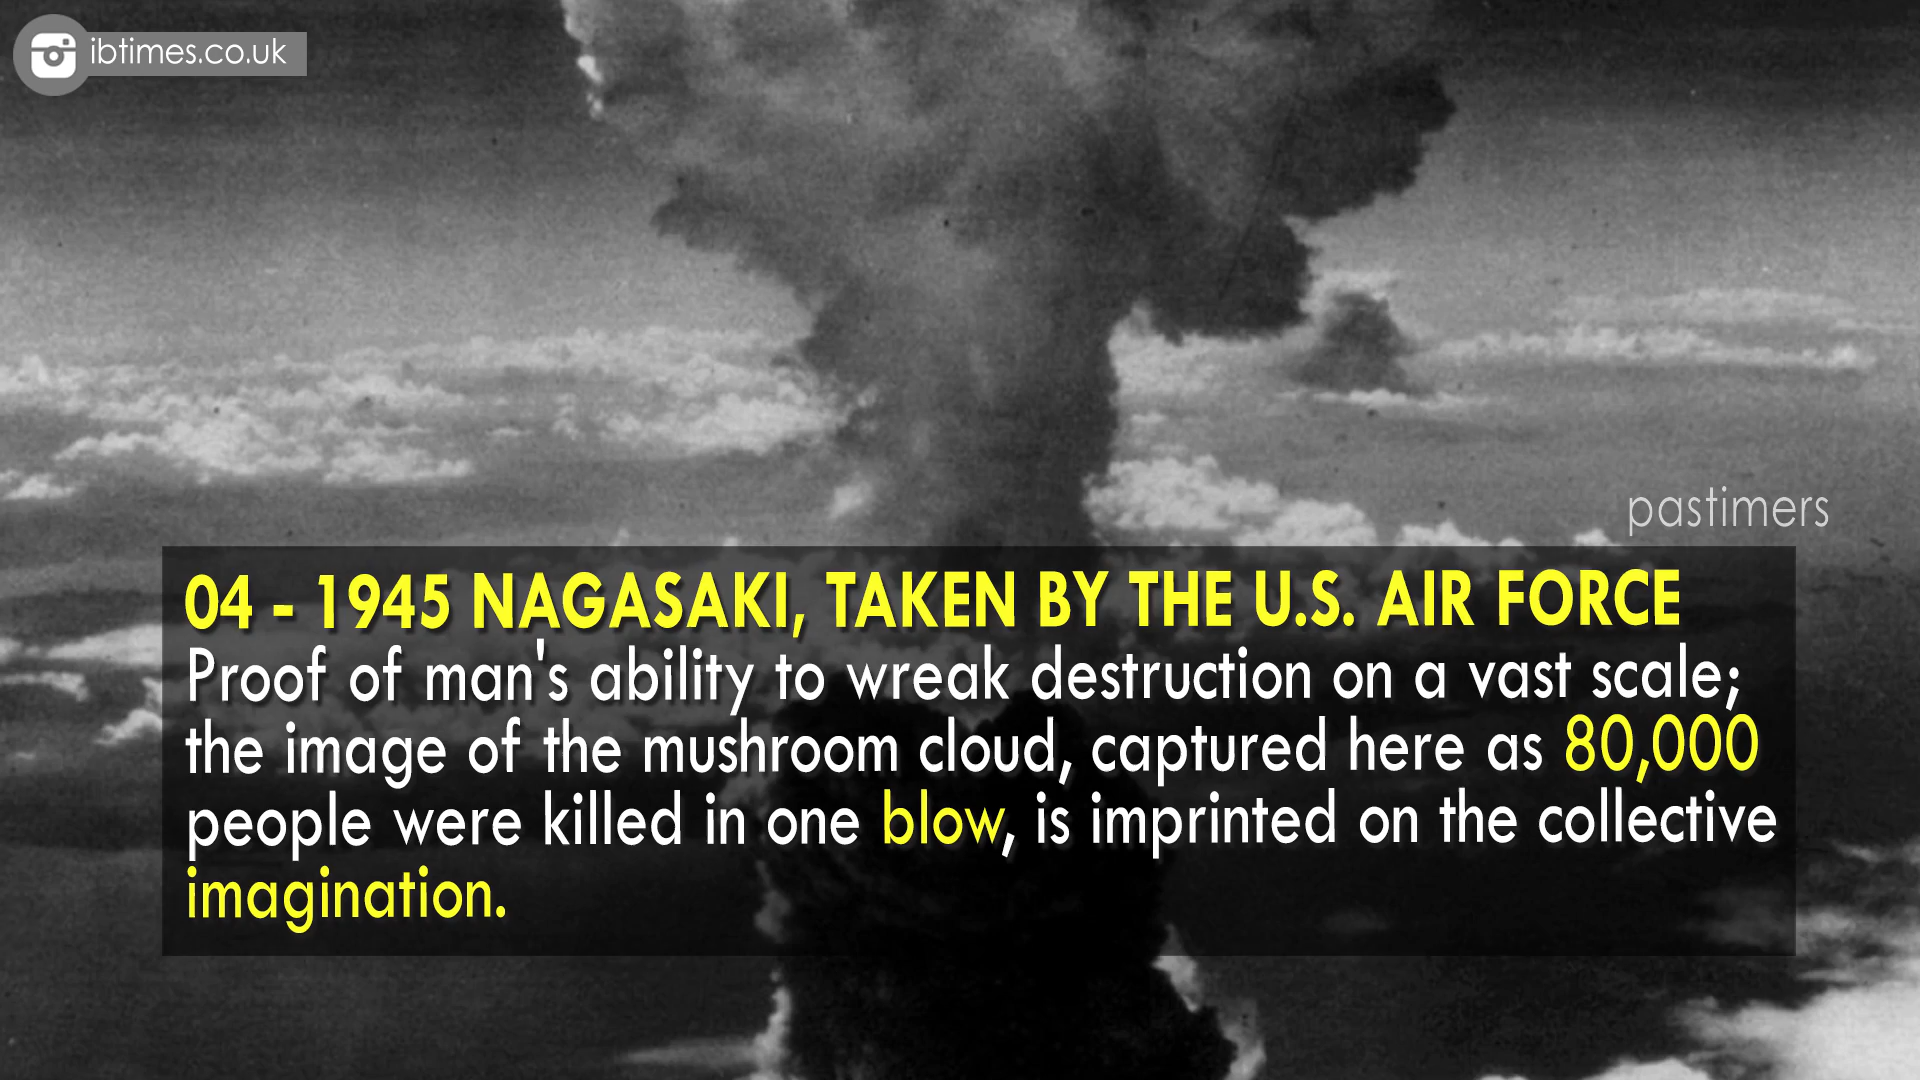 ibtimes.co.uk
pastimers
04 - 1945 NAGASAKI, TAKEN BY THE U.S. AIR FORCE
Proof of man's ability to wreak destruction on a vast scale;
the image of the mushroom cloud, captured here as 80,000
people were killed in one blow, is imprinted on the collective
imagination.